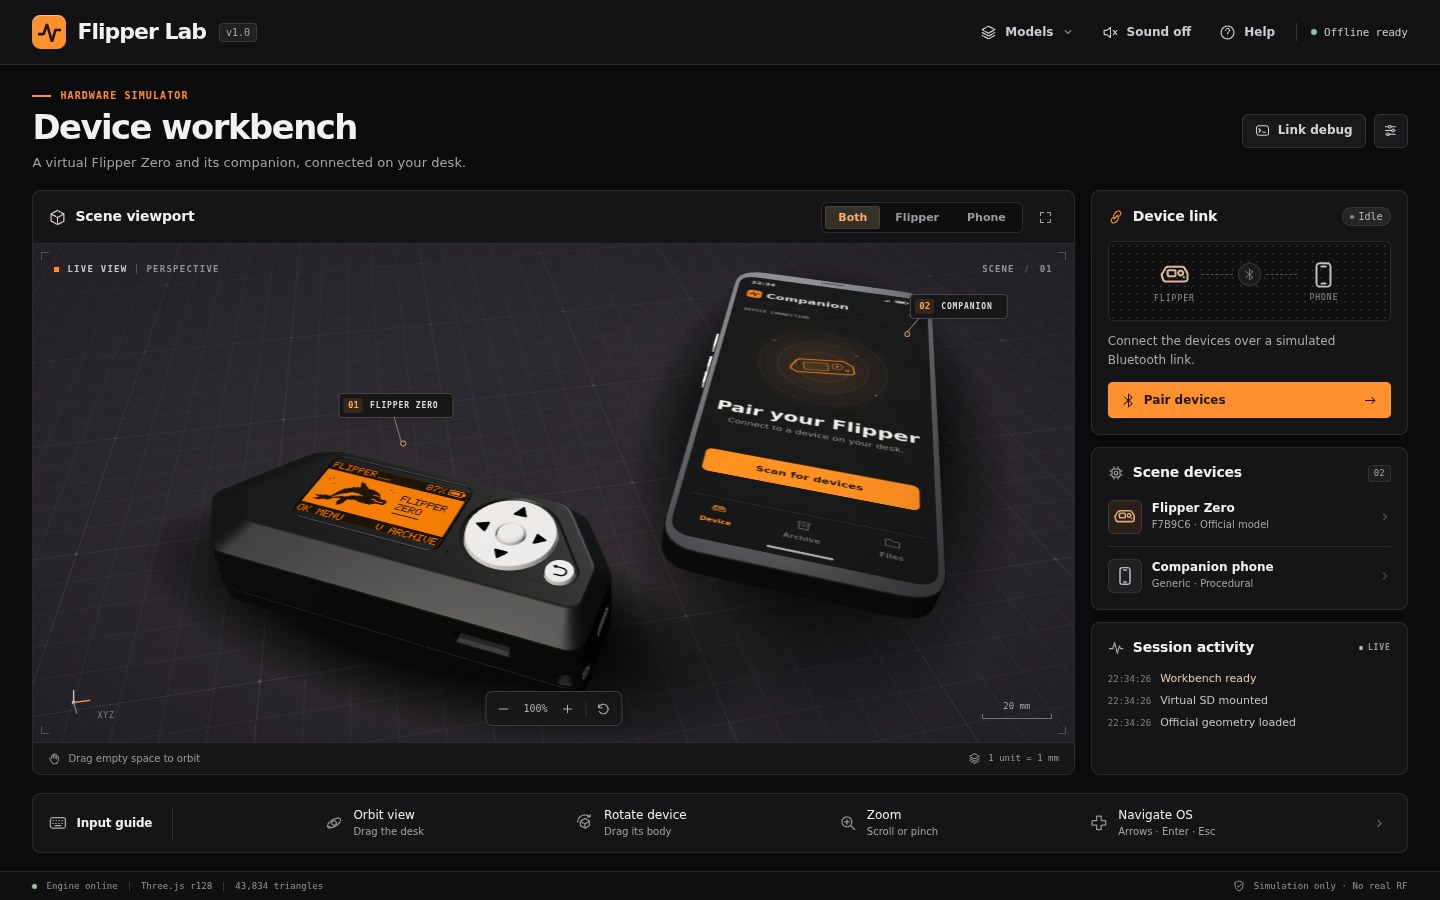 Flipper Lab v1.0 Models Sound off Help Offline ready
HARDWARE SIMULATOR
Device workbench
A virtual Flipper Zero and its companion, connected on your desk.
Link debug
Scene viewport Both Flipper Phone
LIVE VIEW | PERSPECTIVE
SCENE / 01
22:34
Companion
DEVICE CONNECTION
02 COMPANION
Pair your Flipper
Connect to a device on your desk.
Scan for devices
Device Archive Files
01 FLIPPER ZERO
FLIPPER 87%
FLIPPER
ZERO
OK MENU V ARCHIVE
XYZ
100%
20 mm
Drag empty space to orbit
1 unit = 1 mm
Device link Idle
FLIPPER PHONE
Connect the devices over a simulated
Bluetooth link.
Pair devices
Scene devices 02
Flipper Zero
F7B9C6 · Official model
Companion phone
Generic · Procedural
Session activity LIVE
22:34:26 Workbench ready
22:34:26 Virtual SD mounted
22:34:26 Official geometry loaded
Input guide
Orbit view
Drag the desk
Rotate device
Drag its body
Zoom
Scroll or pinch
Navigate OS
Arrows · Enter · Esc
Engine online | Three.js r128 | 43,834 triangles
Simulation only · No real RF